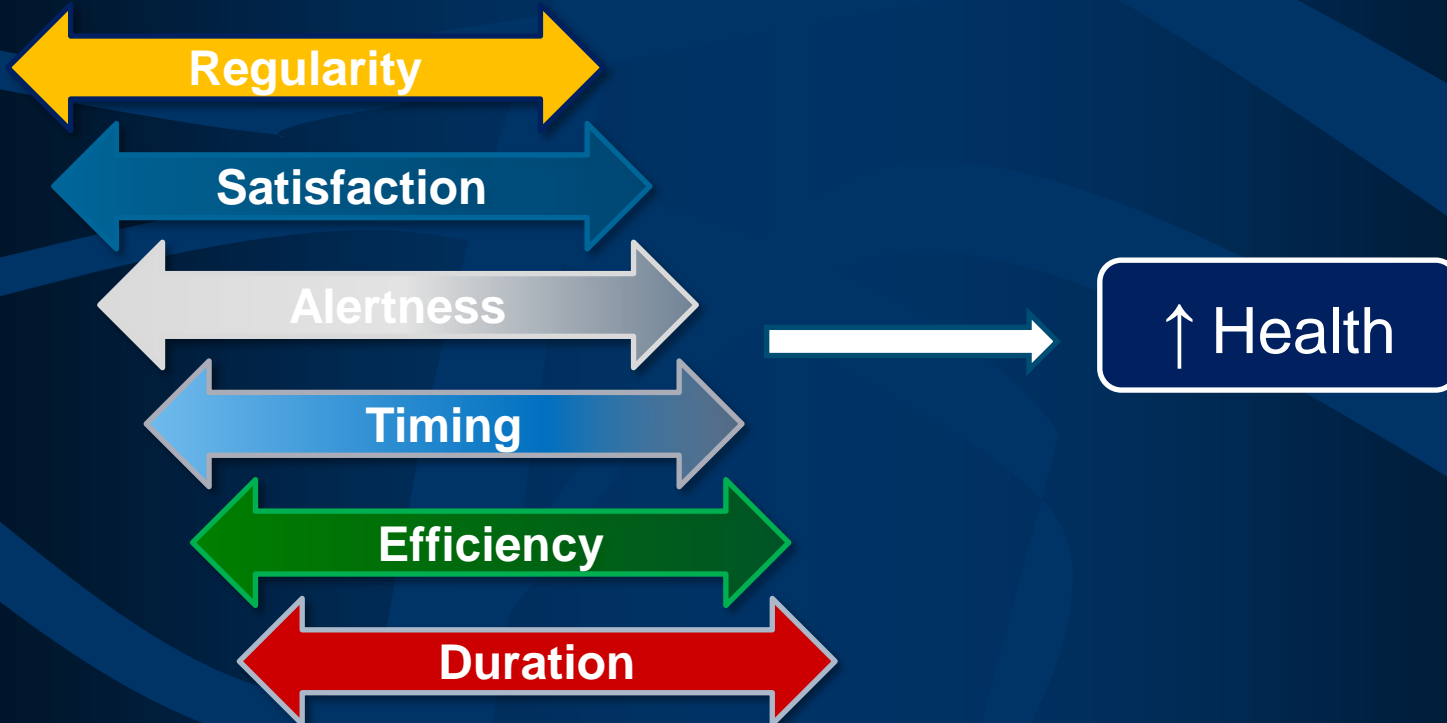 Regularity
Satisfaction
Alertness
Timing
Efficiency
Duration
↑ Health